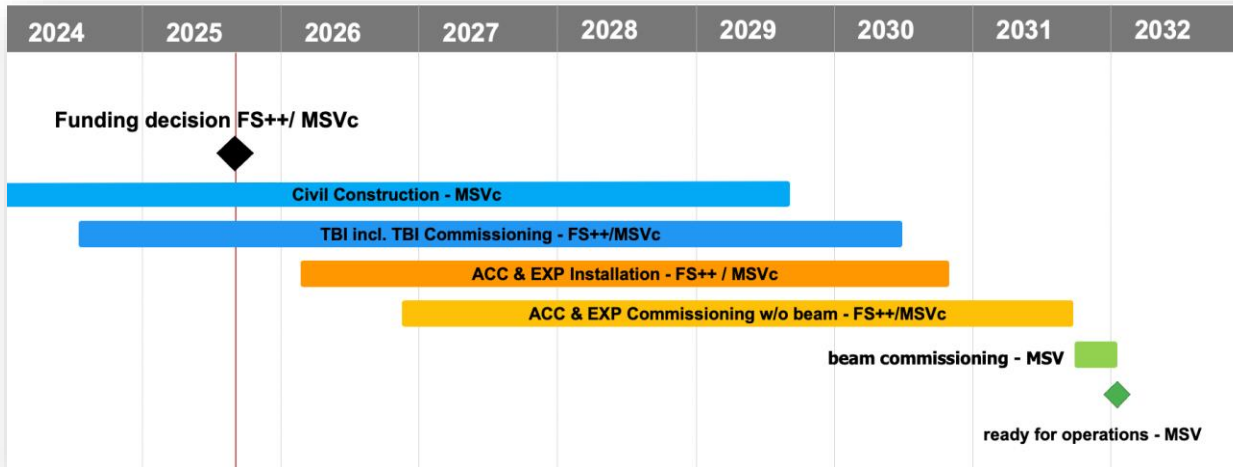 2024 2025 2026 2027 2028 2029 2030 2031 2032
Funding decision FS++/ MSVc
Civil Construction - MSVc
TBI incl. TBI Commissioning - FS++/MSVc
ACC & EXP Installation - FS++ / MSVc
ACC & EXP Commissioning w/o beam - FS++/MSVc
beam commissioning - MSV
ready for operations - MSV